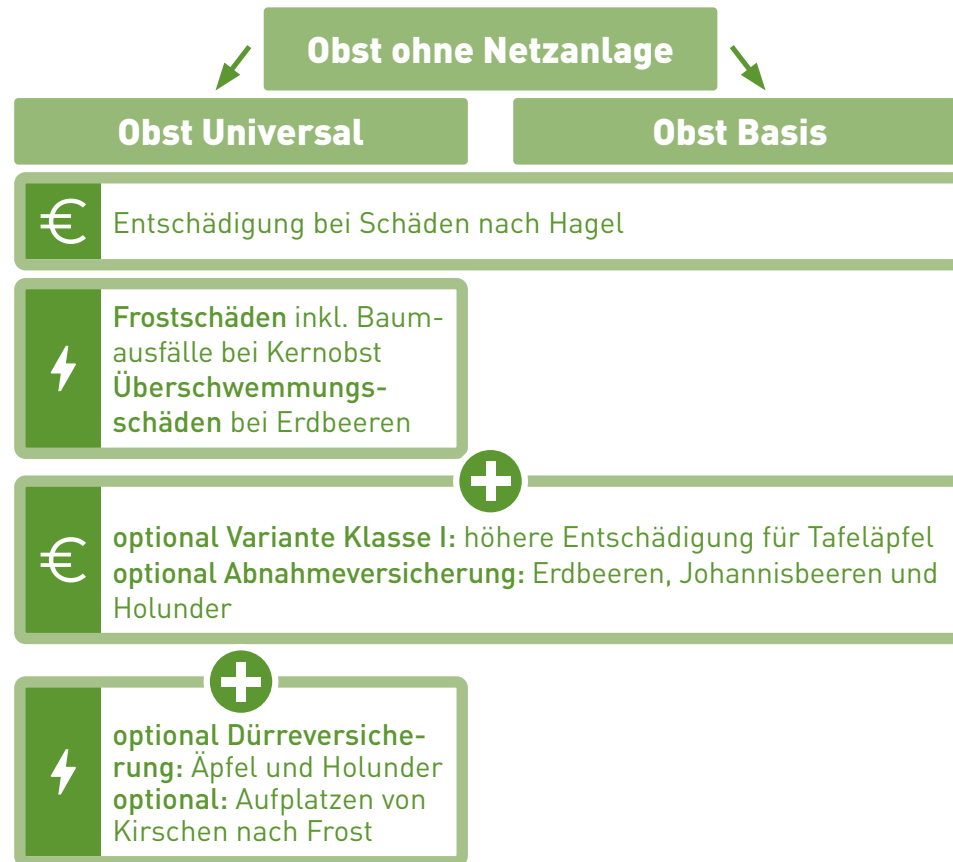 Obst ohne Netzanlage
Obst Universal
Obst Basis
€
Entschädigung bei Schäden nach Hagel
Frostschäden inkl. Baum-
ausfälle bei Kernobst
Überschwemmungs-
schäden bei Erdbeeren
€
optional Variante Klasse I: höhere Entschädigung für Tafeläpfel
optional Abnahmeversicherung: Erdbeeren, Johannisbeeren und
Holunder
optional Dürreversiche-
rung: Äpfel und Holunder
optional: Aufplatzen von
Kirschen nach Frost